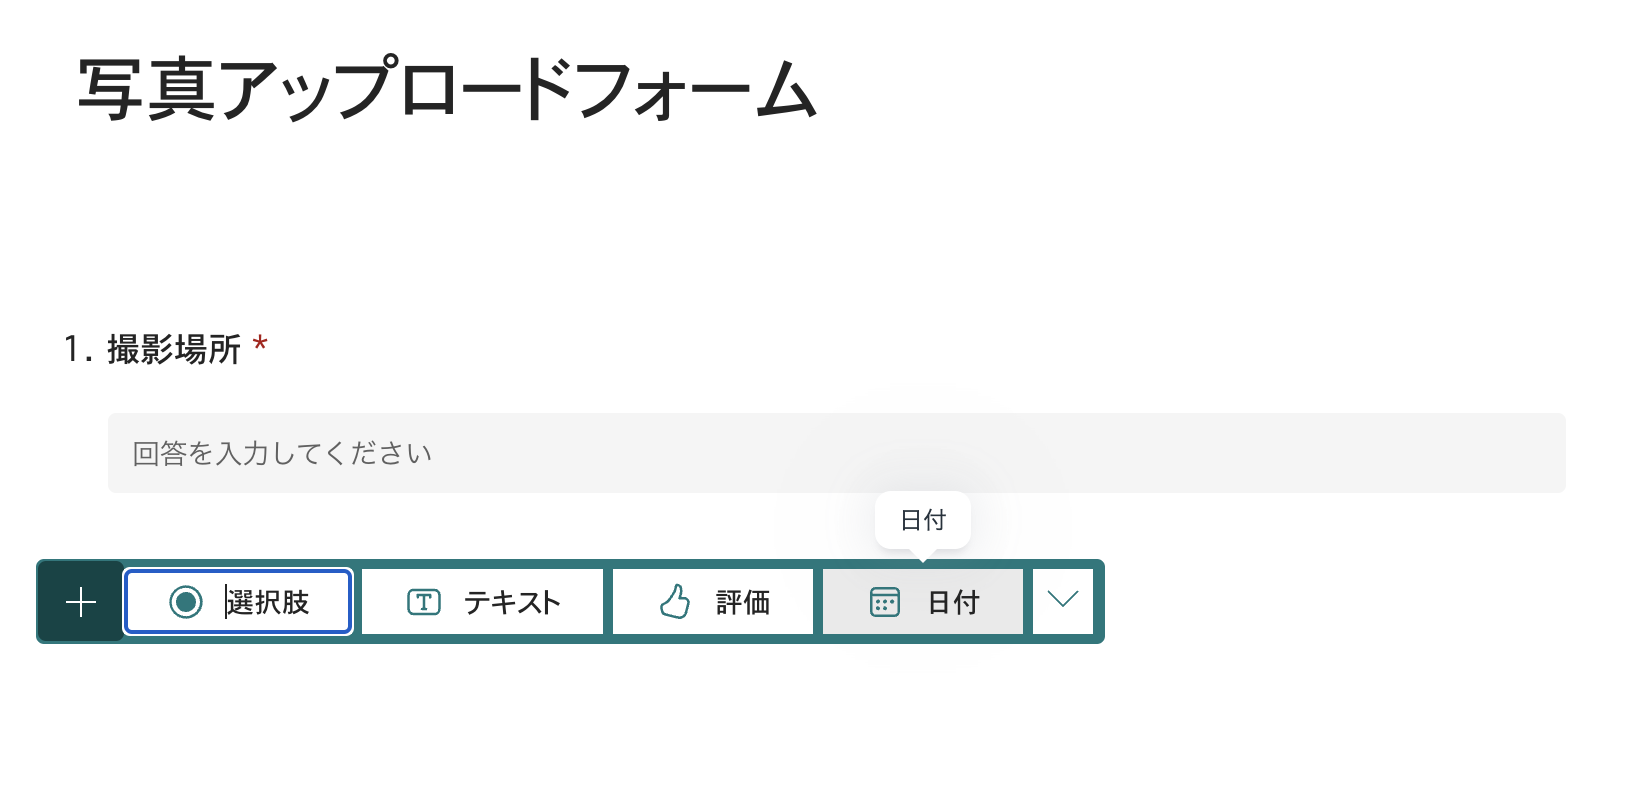 写真アップロードフォーム
1. 撮影場所 *
回答を入力してください
日付
選択肢 テキスト 評価 日付